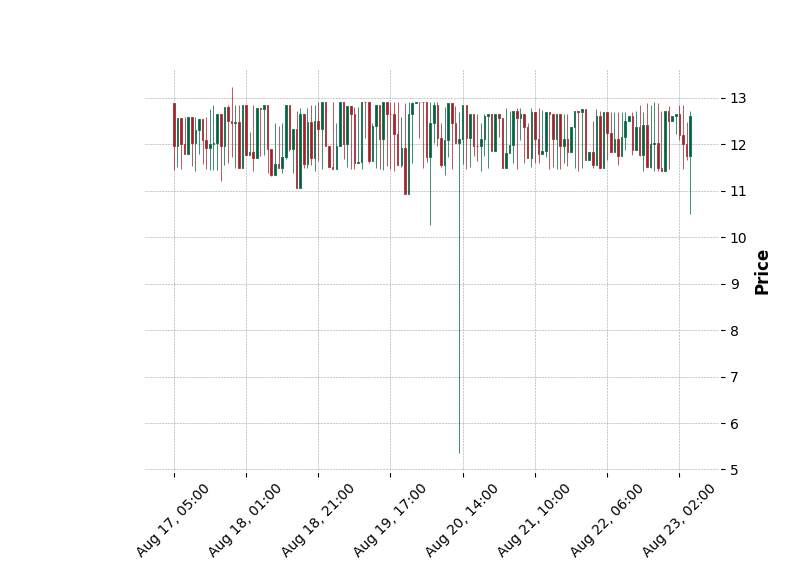 13
12
11
10
9
8
7
6
5
Price
Aug 17, 05:00
Aug 18, 01:00
Aug 18, 21:00
Aug 19, 17:00
Aug 20, 14:00
Aug 21, 10:00
Aug 22, 06:00
Aug 23, 02:00